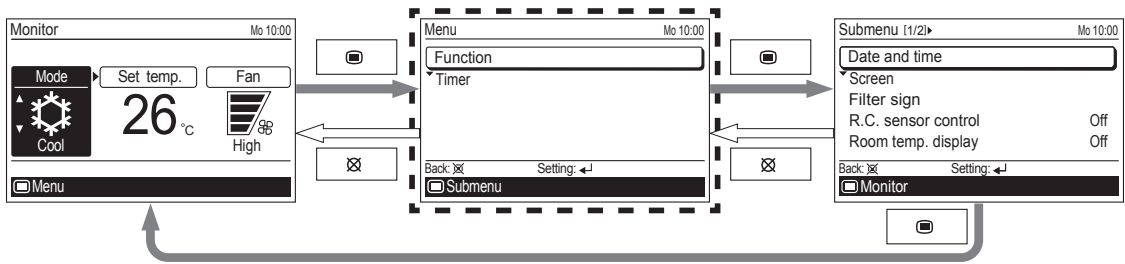 Monitor Mo 10:00
Mode Set temp. Fan
26 °C
Cool High
Menu
Menu Mo 10:00
Function
Timer
Back: Setting:
Submenu
Submenu [1/2] Mo 10:00
Date and time
Screen
Filter sign
R.C. sensor control Off
Room temp. display Off
Back: Setting:
Monitor